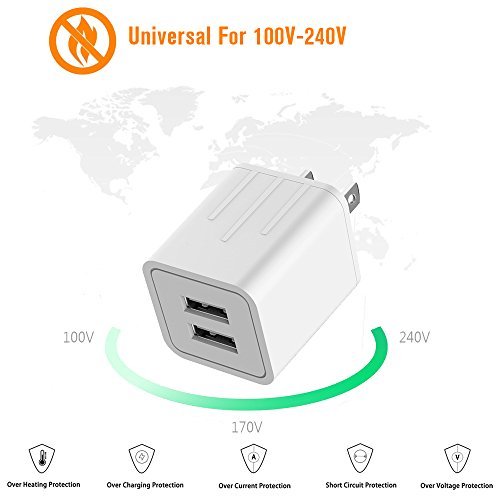 Universal For 100V-240V
100V
240V
170V
A
V
Over Heating Protection
Over Charging Protection
Over Current Protection
Short Circuit Protection
Over Voltage Protection